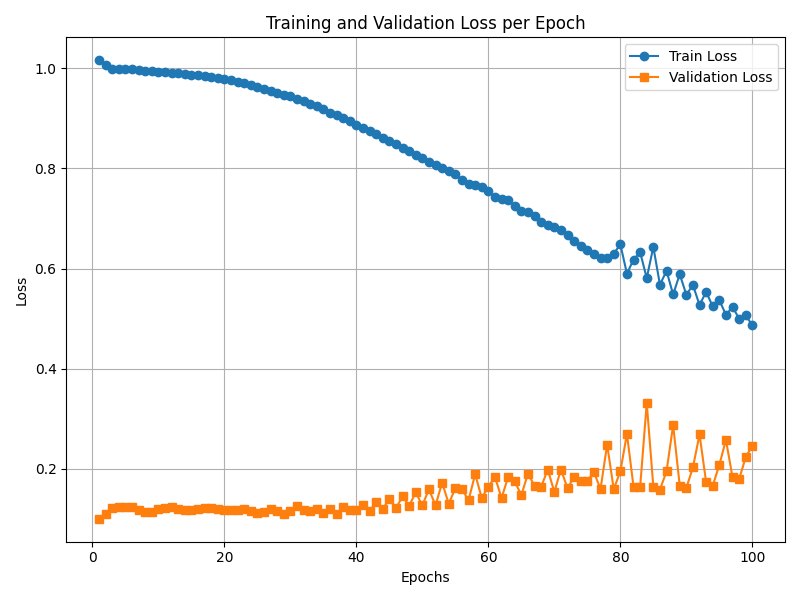 Training and Validation Loss per Epoch
Train Loss
Validation Loss
1.0
0.8
0.6
0.4
0.2
Loss
0 20 40 60 80 100
Epochs